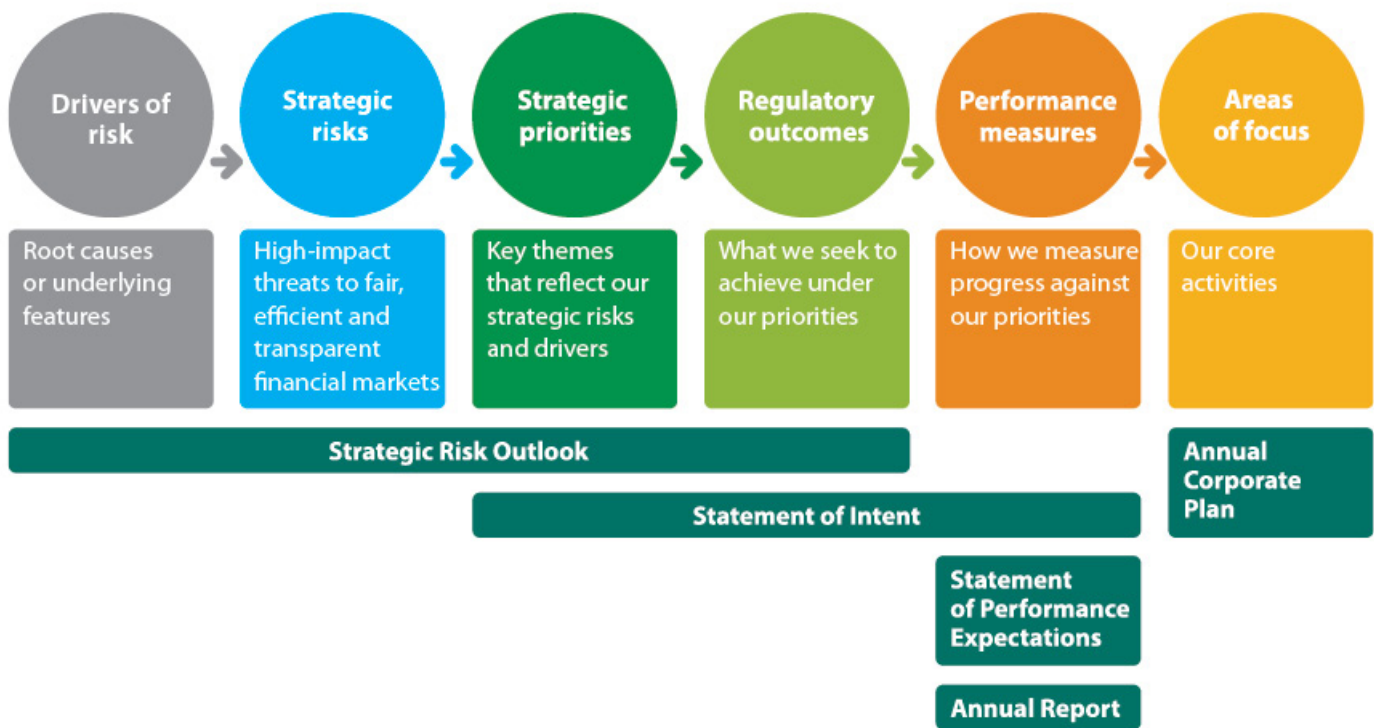 Drivers of
risk
Strategic
risks
Strategic
priorities
Regulatory
outcomes
Performance
measures
Areas
of focus
Root causes
or underlying
features
High-impact
threats to fair,
efficient and
transparent
financial markets
Key themes
that reflect our
strategic risks
and drivers
What we seek to
achieve under
our priorities
How we measure
progress against
our priorities
Our core
activities
Strategic Risk Outlook
Annual
Corporate
Plan
Statement of Intent
Statement
of Performance
Expectations
Annual Report